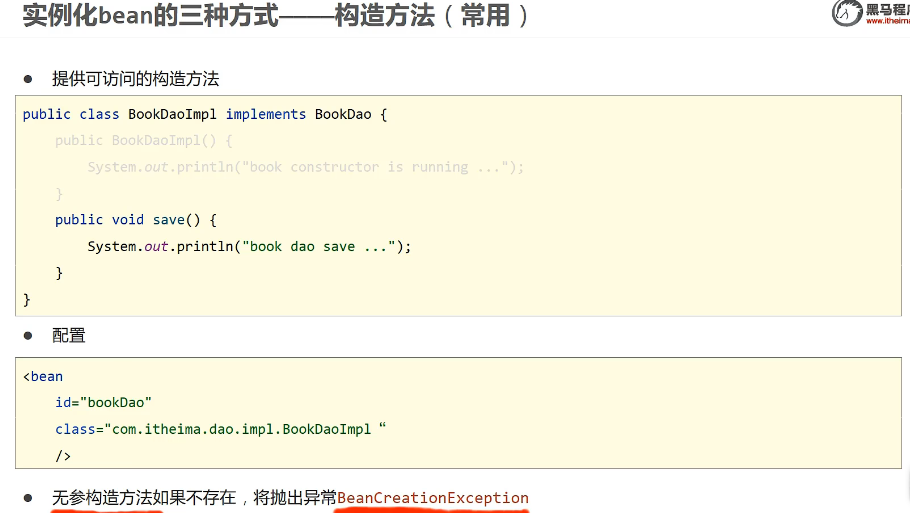 实例化bean的三种方式——构造方法（常用）
黑马程序
www.itheima
● 提供可访问的构造方法
public class BookDaoImpl implements BookDao {
public BookDaoImpl() {
System.out.println("book constructor is running ...");
}
public void save() {
System.out.println("book dao save ...");
}
}
● 配置
<bean
id="bookDao"
class="com.itheima.dao.impl.BookDaoImpl “
/>
● 无参构造方法如果不存在，将抛出异常BeanCreationException